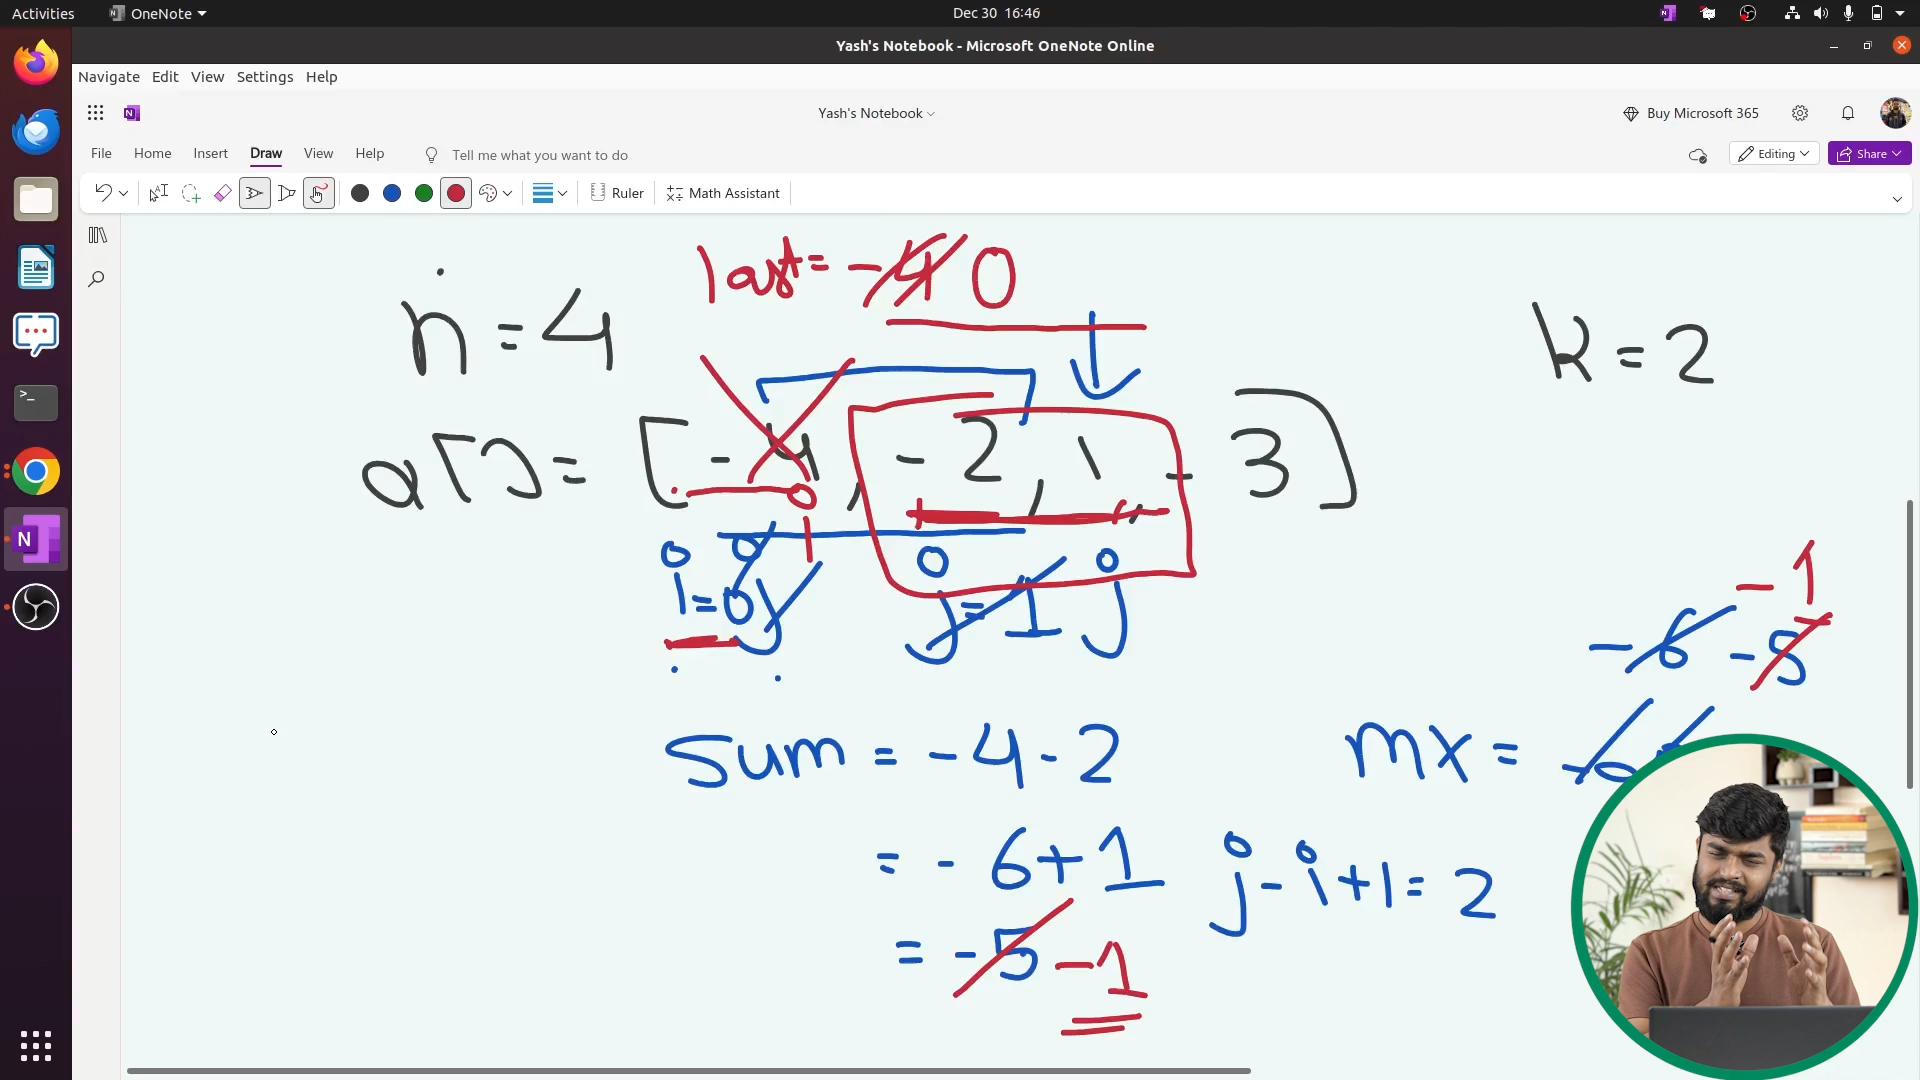 Activities OneNote Dec 30 16:46
Yash's Notebook - Microsoft OneNote Online
Navigate Edit View Settings Help
Yash's Notebook Buy Microsoft 365
File Home Insert Draw View Help Tell me what you want to do Editing Share
Ruler Math Assistant
last = -4 0
n = 4 k = 2
a[] = [-4, -2, 1, -3]
i=0 j j=1 j
-1
-6 -5
sum = -4-2 mx =
= -6+1 j-i+1=2
= -5 -1